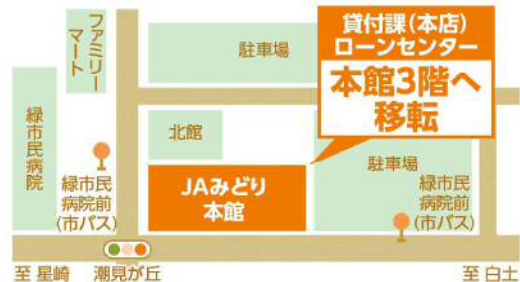 ファミリー
マート
駐車場
貸付課(本店)
ローンセンター
本館3階へ
移転
緑市民病院
北館
駐車場
緑市民
病院前
(市バス)
JAみどり
本館
緑市民
病院前
(市バス)
至 星崎
潮見が丘
至 白土